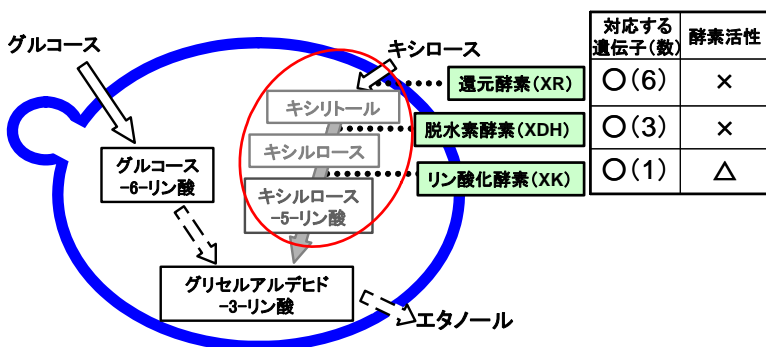 グルコース
キシロース
対応する
遺伝子(数)
酵素活性
還元酵素(XR)
○(6)
×
キシリトール
脱水素酵素(XDH)
○(3)
×
キシルロース
グルコース
-6-リン酸
リン酸化酵素(XK)
○(1)
△
キシルロース
-5-リン酸
グリセルアルデヒド
-3-リン酸
エタノール